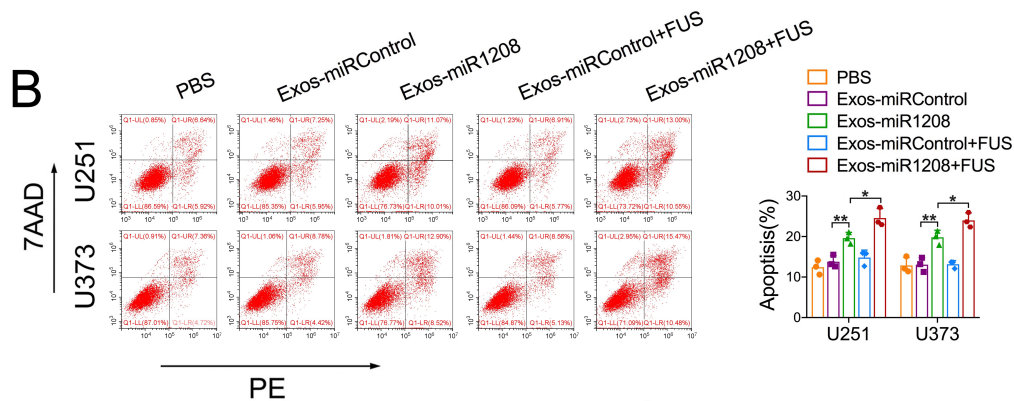 B
PBS
Exos-miRControl
Exos-miR1208
Exos-miRControl+FUS
Exos-miR1208+FUS
7AAD
U251
Q1-UL(0.85%) Q1-UR(6.64%)
Q1-LL(86.59%) Q1-LR(5.92%)
Q1-UL(1.46%) Q1-UR(7.25%)
Q1-LL(85.35%) Q1-LR(5.95%)
Q1-UL(2.19%) Q1-UR(11.07%)
Q1-LL(76.73%) Q1-LR(10.01%)
Q1-UL(1.23%) Q1-UR(6.91%)
Q1-LL(86.09%) Q1-LR(5.77%)
Q1-UL(2.73%) Q1-UR(13.00%)
Q1-LL(73.72%) Q1-LR(10.55%)
U373
Q1-UL(0.91%) Q1-UR(7.36%)
Q1-LL(87.01%) Q1-LR(4.72%)
Q1-UL(1.06%) Q1-UR(8.78%)
Q1-LL(85.75%) Q1-LR(4.42%)
Q1-UL(1.81%) Q1-UR(12.90%)
Q1-LL(76.77%) Q1-LR(8.52%)
Q1-UL(1.44%) Q1-UR(8.56%)
Q1-LL(84.87%) Q1-LR(5.13%)
Q1-UL(2.95%) Q1-UR(15.47%)
Q1-LL(71.09%) Q1-LR(10.48%)
PE
PBS
Exos-miRControl
Exos-miR1208
Exos-miRControl+FUS
Exos-miR1208+FUS
Apoptisis(%)
30
20
10
0
** *
** *
U251 U373